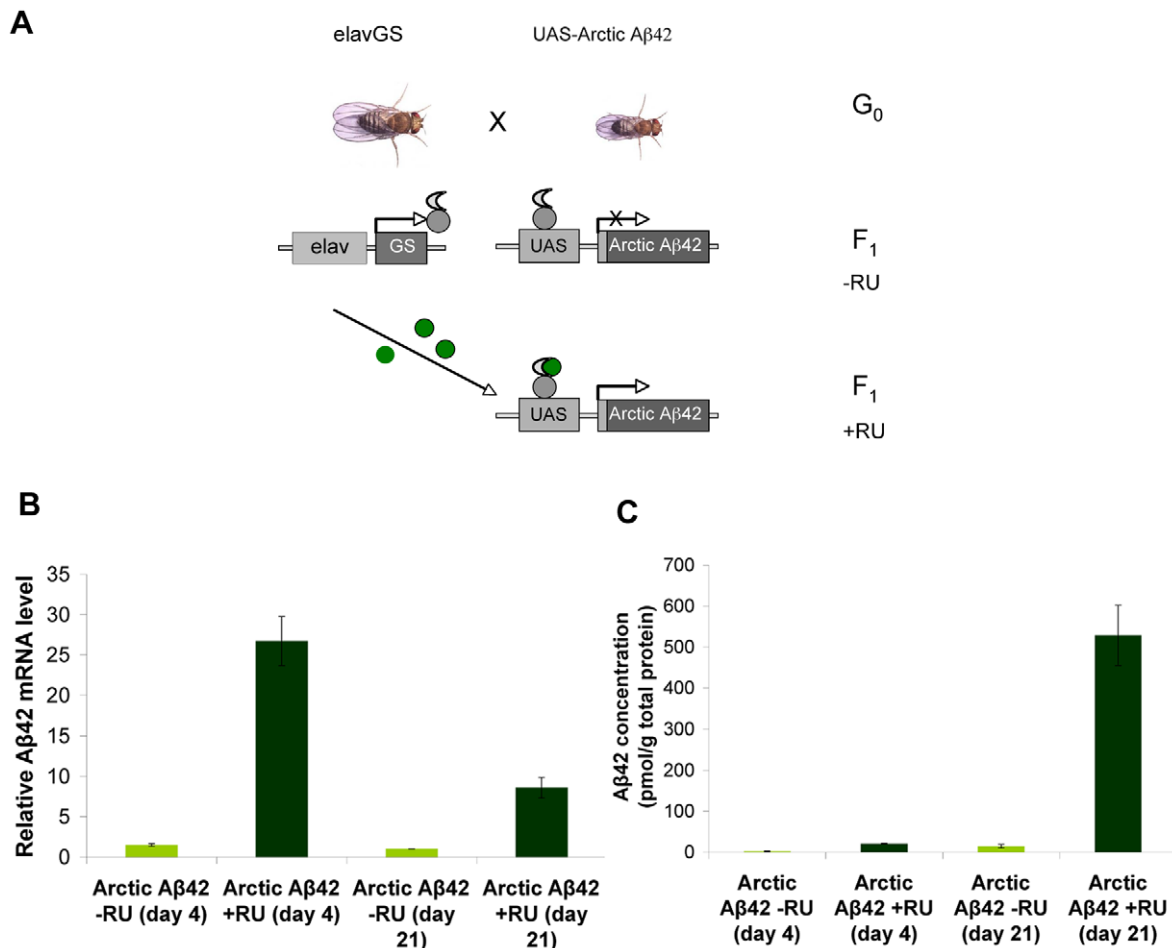 A
elavGS
UAS-Arctic Aβ42
X
G0
elav
GS
UAS
X
Arctic Aβ42
F1
-RU
UAS
Arctic Aβ42
F1
+RU
B
Relative Aβ42 mRNA level
35
30
25
20
15
10
5
0
Arctic Aβ42
-RU (day 4)
Arctic Aβ42
+RU (day 4)
Arctic Aβ42
-RU (day
21)
Arctic Aβ42
+RU (day
21)
C
Aβ42 concentration
(pmol/g total protein)
700
600
500
400
300
200
100
0
Arctic
Aβ42 -RU
(day 4)
Arctic
Aβ42 +RU
(day 4)
Arctic
Aβ42 -RU
(day 21)
Arctic
Aβ42 +RU
(day 21)